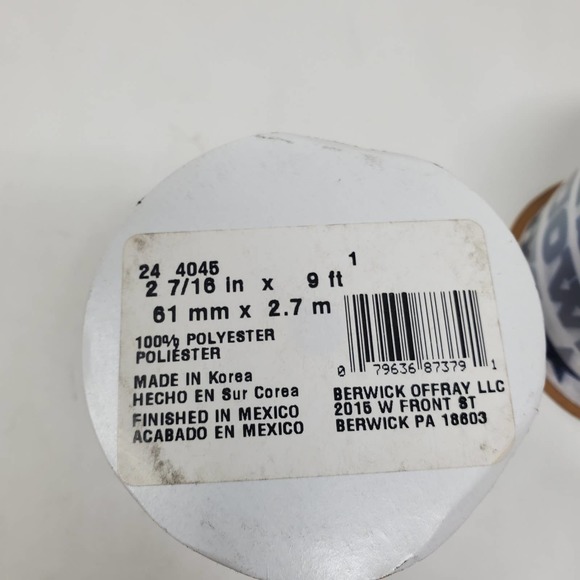 24 4045 1
2 7/16 in x 9 ft
61 mm x 2.7 m
100% POLYESTER
POLIÉSTER
MADE IN Korea
HECHO EN Sur Corea
FINISHED IN MEXICO
ACABADO EN MEXICO
0 79636 87379 1
BERWICK OFFRAY LLC
2015 W FRONT ST
BERWICK PA 18603